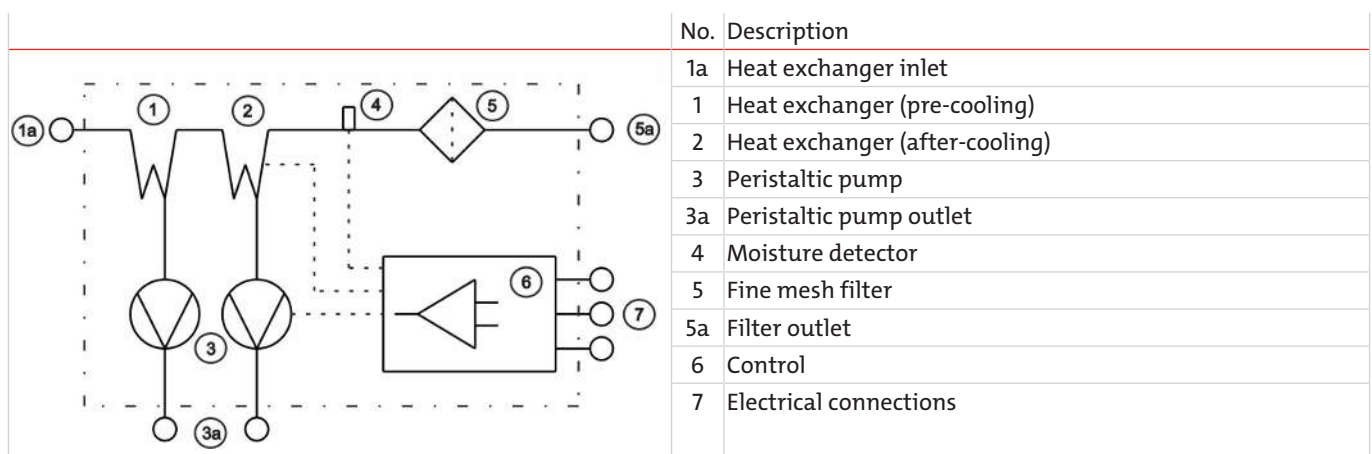 No. Description
1a Heat exchanger inlet
1 Heat exchanger (pre-cooling)
2 Heat exchanger (after-cooling)
3 Peristaltic pump
3a Peristaltic pump outlet
4 Moisture detector
5 Fine mesh filter
5a Filter outlet
6 Control
7 Electrical connections
1
2
4
5
1a
5a
6
7
3
3a